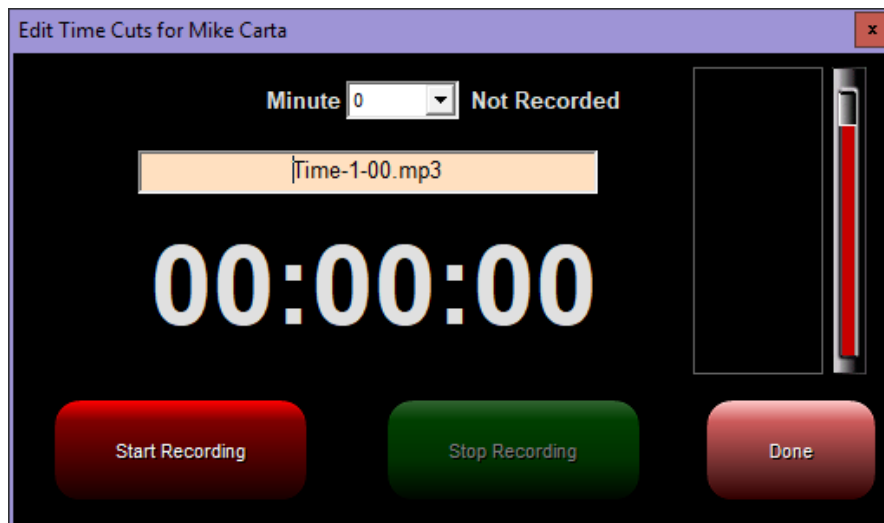 Edit Time Cuts for Mike Carta
x
Minute 0 Not Recorded
Time-1-00.mp3
00:00:00
Start Recording Stop Recording Done